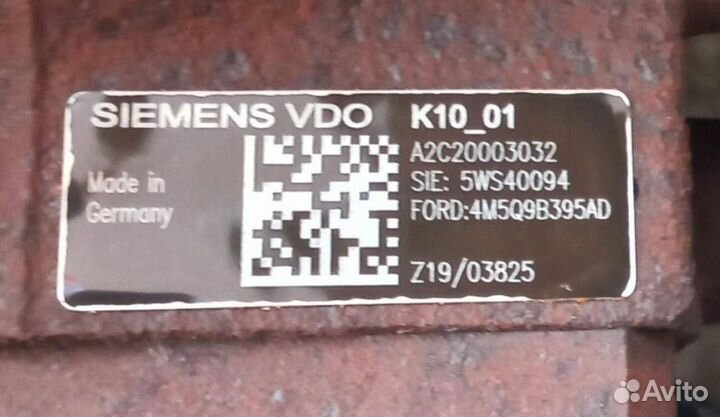 SIEMENS VDO
Made in
Germany
K10_01
A2C20003032
SIE: 5WS40094
FORD:4M5Q9B395AD
Z19/03825
Avito